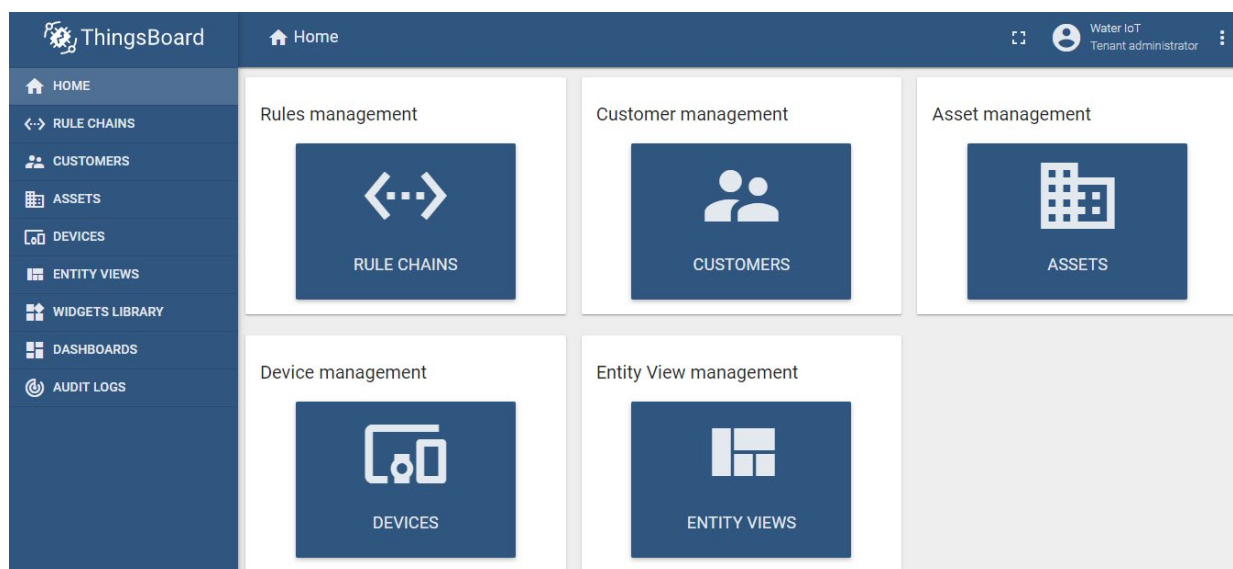 ThingsBoard
Home
Water IoT
Tenant administrator
HOME
RULE CHAINS
CUSTOMERS
ASSETS
DEVICES
ENTITY VIEWS
WIDGETS LIBRARY
DASHBOARDS
AUDIT LOGS
Rules management
RULE CHAINS
Customer management
CUSTOMERS
Asset management
ASSETS
Device management
DEVICES
Entity View management
ENTITY VIEWS